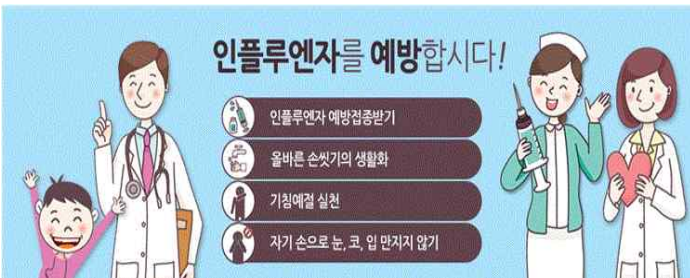 인플루엔자를 예방합시다!
인플루엔자 예방접종받기
올바른 손씻기의 생활화
기침예절 실천
자기 손으로 눈, 코, 입 만지지 않기